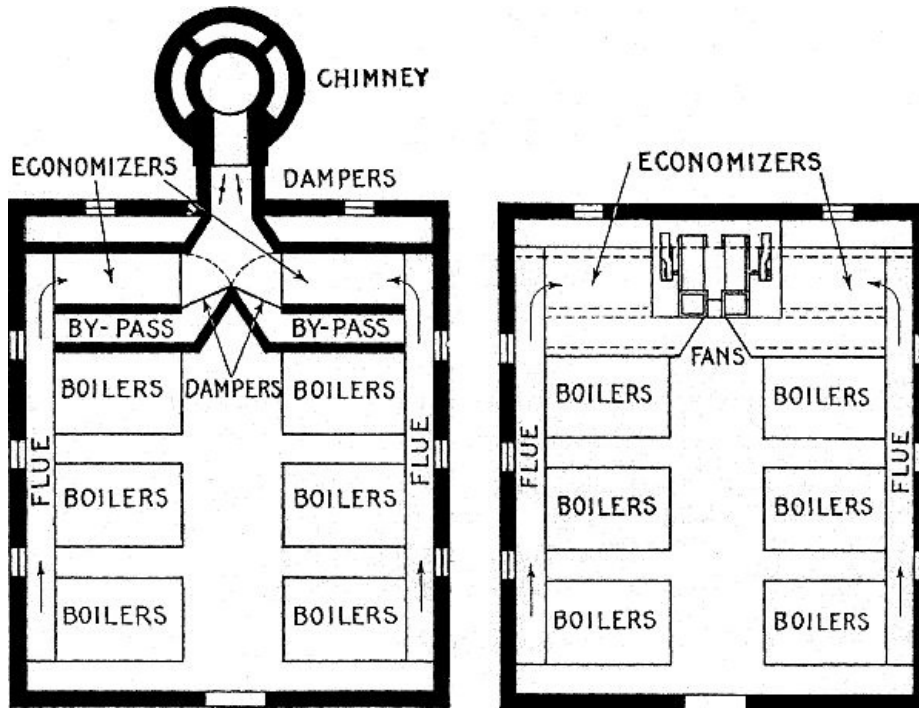 CHIMNEY
ECONOMIZERS
DAMPERS
BY-PASS
BY-PASS
DAMPERS
BOILERS
BOILERS
FLUE
FLUE
BOILERS
BOILERS
BOILERS
BOILERS
ECONOMIZERS
FANS
BOILERS
BOILERS
FLUE
FLUE
BOILERS
BOILERS
BOILERS
BOILERS